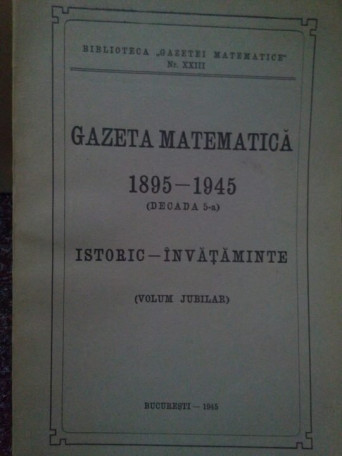 BIBLIOTECA „GAZETEI MATEMATICE"
Nr. XXIII
GAZETA MATEMATICĂ
1895—1945
(DECADA 5-a)
ISTORIC—ÎNVĂȚĂMINTE
(VOLUM JUBILAR)
BUCUREȘTI — 1945